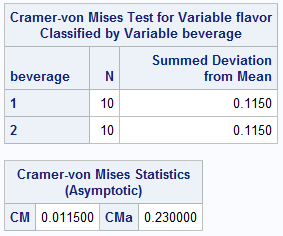 Cramer-von Mises Test for Variable flavor
Classified by Variable beverage
beverage N Summed Deviation from Mean
1 10 0.1150
2 10 0.1150
Cramer-von Mises Statistics
(Asymptotic)
CM 0.011500 CMa 0.230000